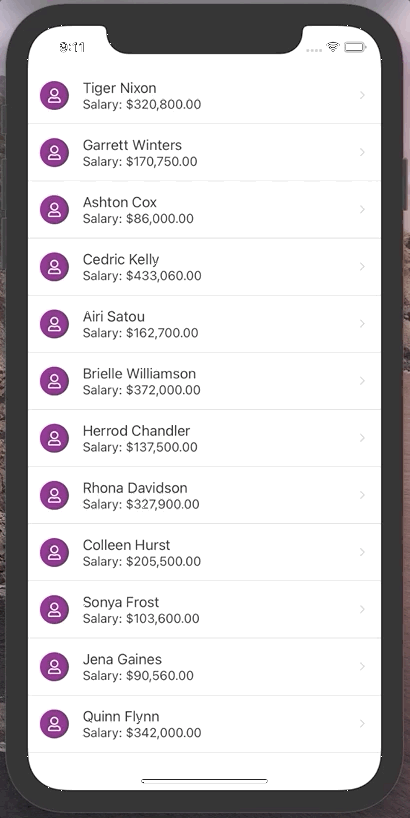 9:11
Tiger Nixon
Salary: $320,800.00
Garrett Winters
Salary: $170,750.00
Ashton Cox
Salary: $86,000.00
Cedric Kelly
Salary: $433,060.00
Airi Satou
Salary: $162,700.00
Brielle Williamson
Salary: $372,000.00
Herrod Chandler
Salary: $137,500.00
Rhona Davidson
Salary: $327,900.00
Colleen Hurst
Salary: $205,500.00
Sonya Frost
Salary: $103,600.00
Jena Gaines
Salary: $90,560.00
Quinn Flynn
Salary: $342,000.00